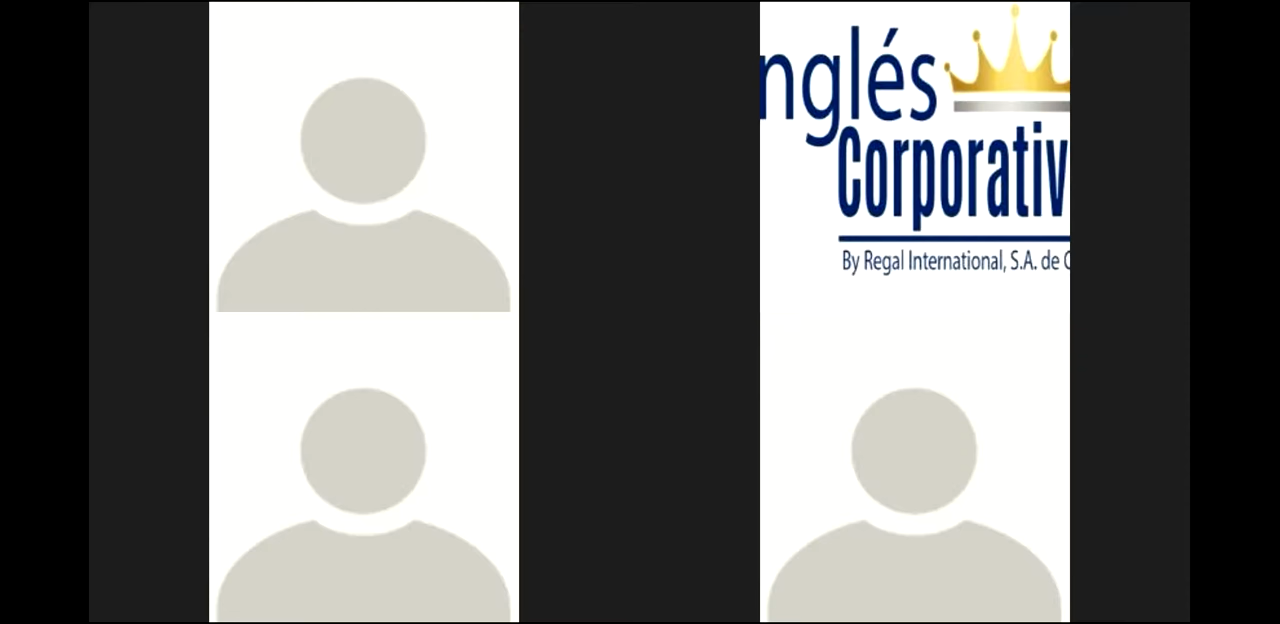 nglés
Corporativ
By Regal International, S.A. de C